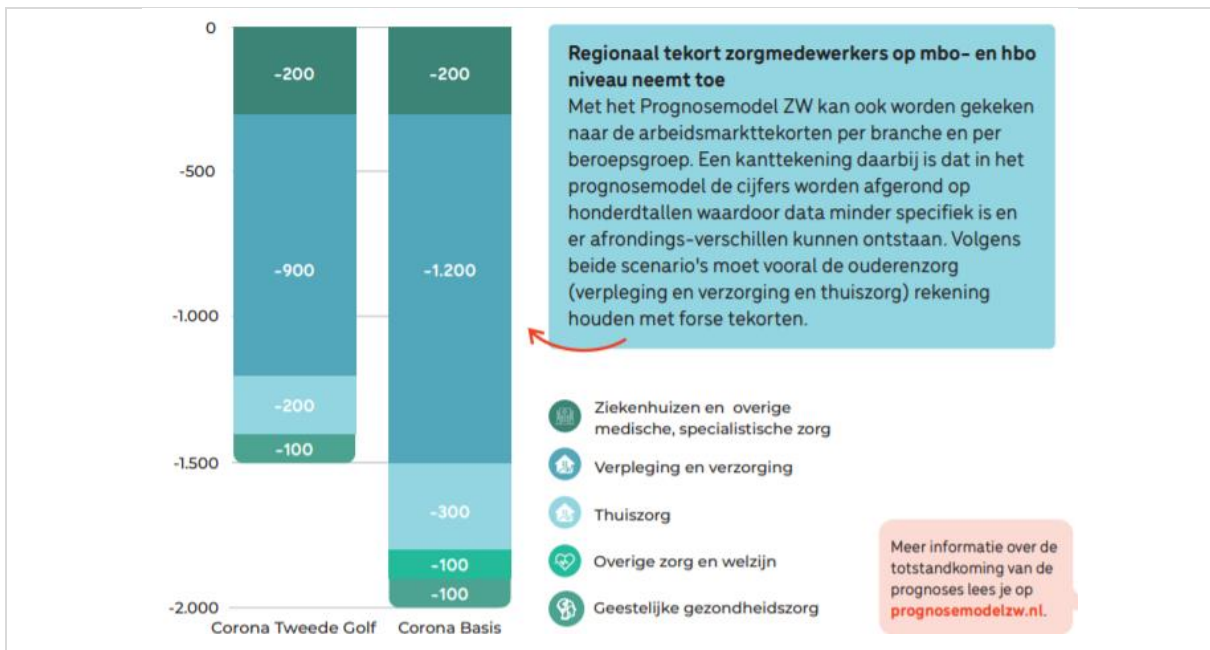 0
-500
-1.000
-1.500
-2.000
-200
-900
-200
-100
-200
-1.200
-300
-100
-100
Corona Tweede Golf
Corona Basis
Regionaal tekort zorgmedewerkers op mbo- en hbo
niveau neemt toe
Met het Prognosemodel ZW kan ook worden gekeken
naar de arbeidsmarkttekorten per branche en per
beroepsgroep. Een kanttekening daarbij is dat in het
prognosemodel de cijfers worden afgerond op
honderdtallen waardoor data minder specifiek is en
er afrondings-verschillen kunnen ontstaan. Volgens
beide scenario's moet vooral de ouderenzorg
(verpleging en verzorging en thuiszorg) rekening
houden met forse tekorten.
Ziekenhuizen en overige
medische, specialistische zorg
Verpleging en verzorging
Thuiszorg
Overige zorg en welzijn
Geestelijke gezondheidszorg
Meer informatie over de
totstandkoming van de
prognoses lees je op
prognosemodelzw.nl.